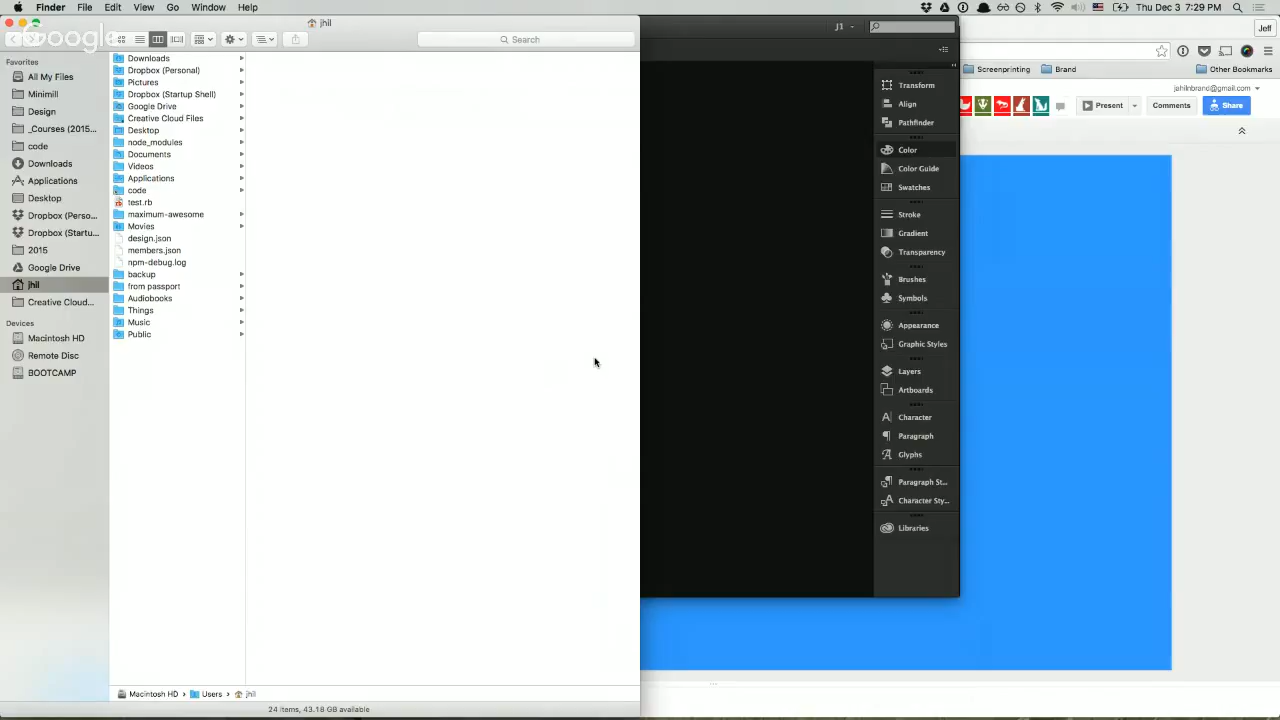 Finder File Edit View Go Window Help
Thu Dec 3 7:29 PM
jhil
Search
Favorites
All My Files
Minimill
Design
_Courses (2015...
code
Downloads
Applications
Desktop
Dropbox (Perso...
Dropbox (Startu...
2015
Google Drive
jhil
Creative Cloud...
Devices
Macintosh HD
Remote Disc
BOOTCAMP
Downloads
Dropbox (Personal)
Pictures
Dropbox (Startup Shell)
Google Drive
Creative Cloud Files
Desktop
node_modules
Documents
Videos
Applications
code
test.rb
maximum-awesome
Movies
design.json
members.json
npm-debug.log
backup
from passport
Audiobooks
Things
Music
Public
Macintosh HD › Users › jhil
24 items, 43.18 GB available
J1
Transform
Align
Pathfinder
Color
Color Guide
Swatches
Stroke
Gradient
Transparency
Brushes
Symbols
Appearance
Graphic Styles
Layers
Artboards
Character
Paragraph
Glyphs
Paragraph St...
Character Sty...
Libraries
Jeff
Screenprinting Brand Other Bookmarks
jahilnbrand@gmail.com
Present Comments Share